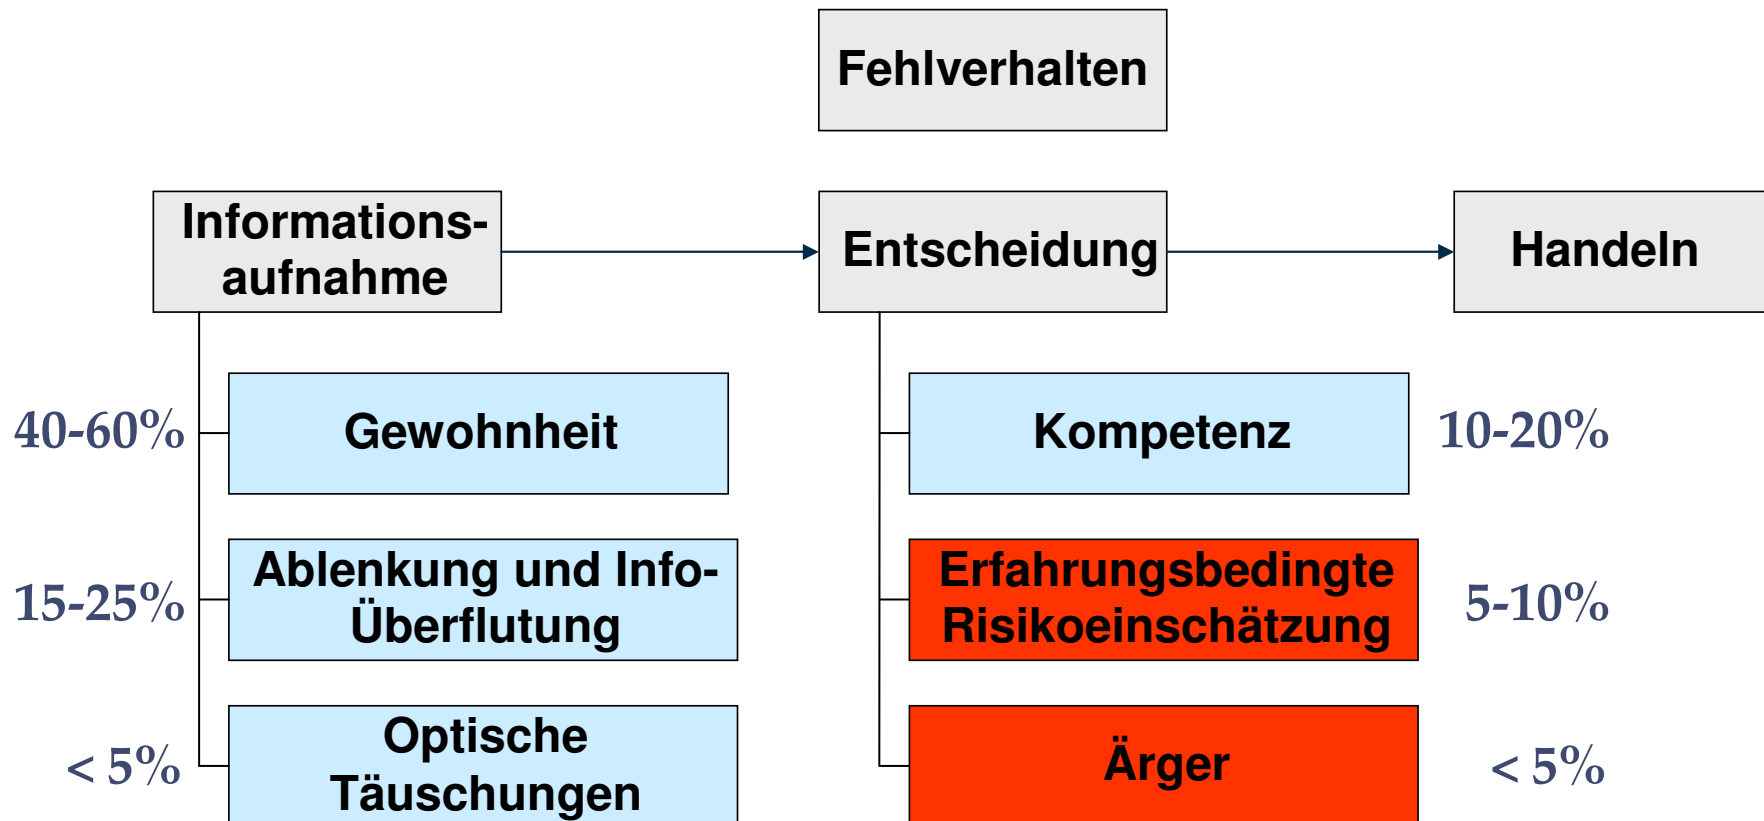 Fehlverhalten
Informations-
aufnahme
Entscheidung
Handeln
40-60%
Gewohnheit
Kompetenz
10-20%
15-25%
Ablenkung und Info-
Überflutung
Erfahrungsbedingte
Risikoeinschätzung
5-10%
< 5%
Optische
Täuschungen
Ärger
< 5%